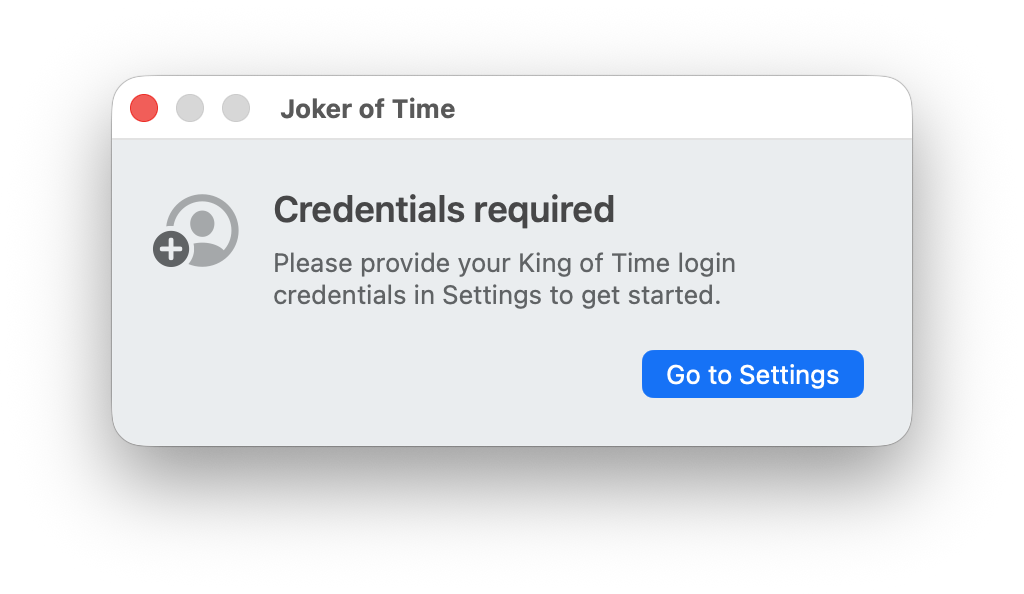 Joker of Time
Credentials required
Please provide your King of Time login
credentials in Settings to get started.
Go to Settings